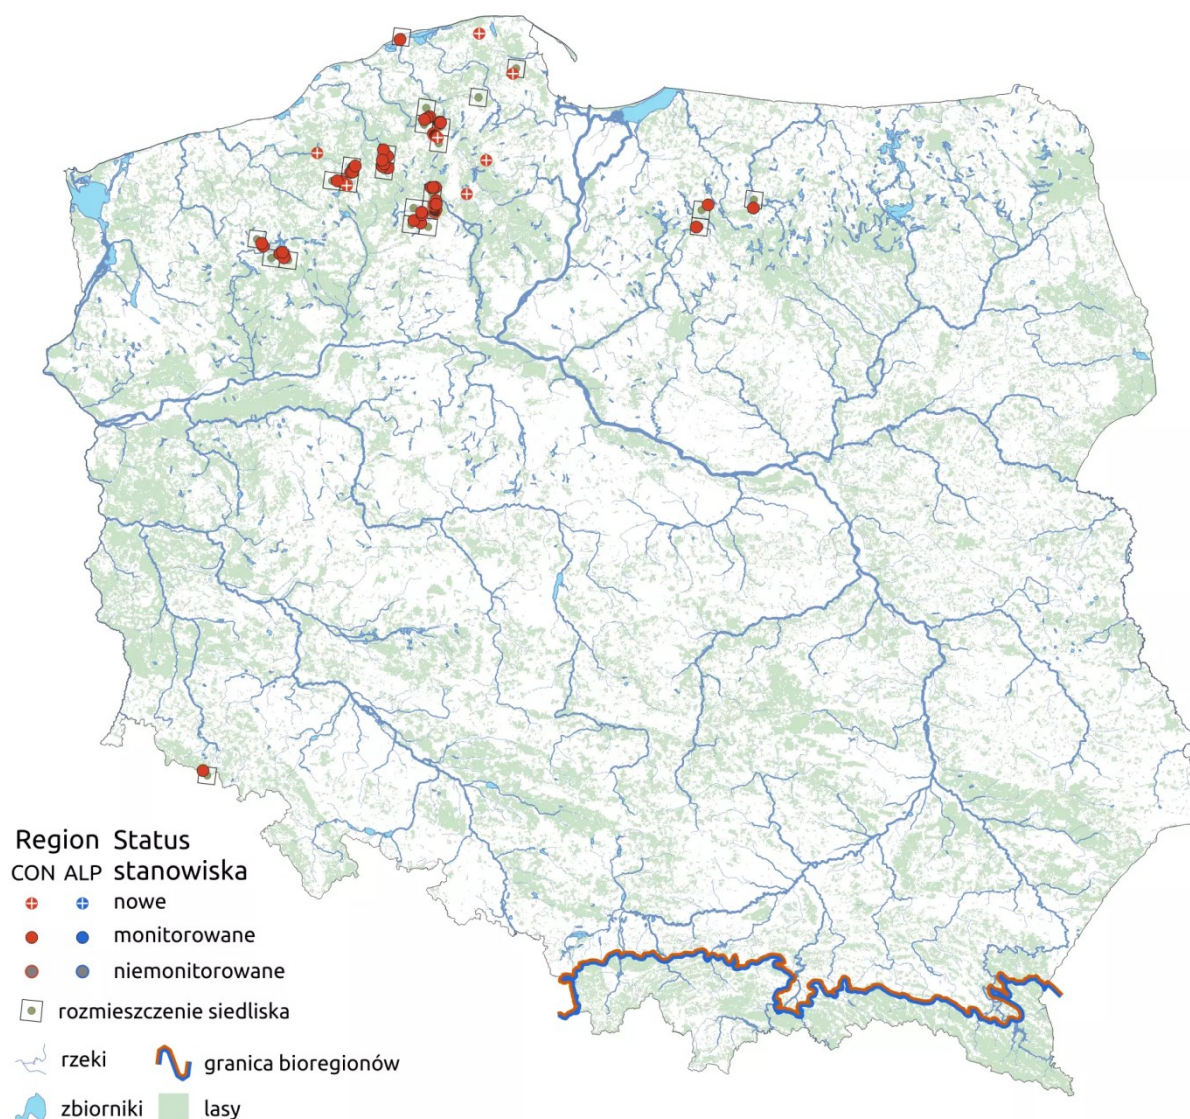 Region Status
CON ALP stanowiska
nowe
monitorowane
niemonitorowane
rozmieszczenie siedliska
rzeki granica bioregionów
zbiorniki lasy